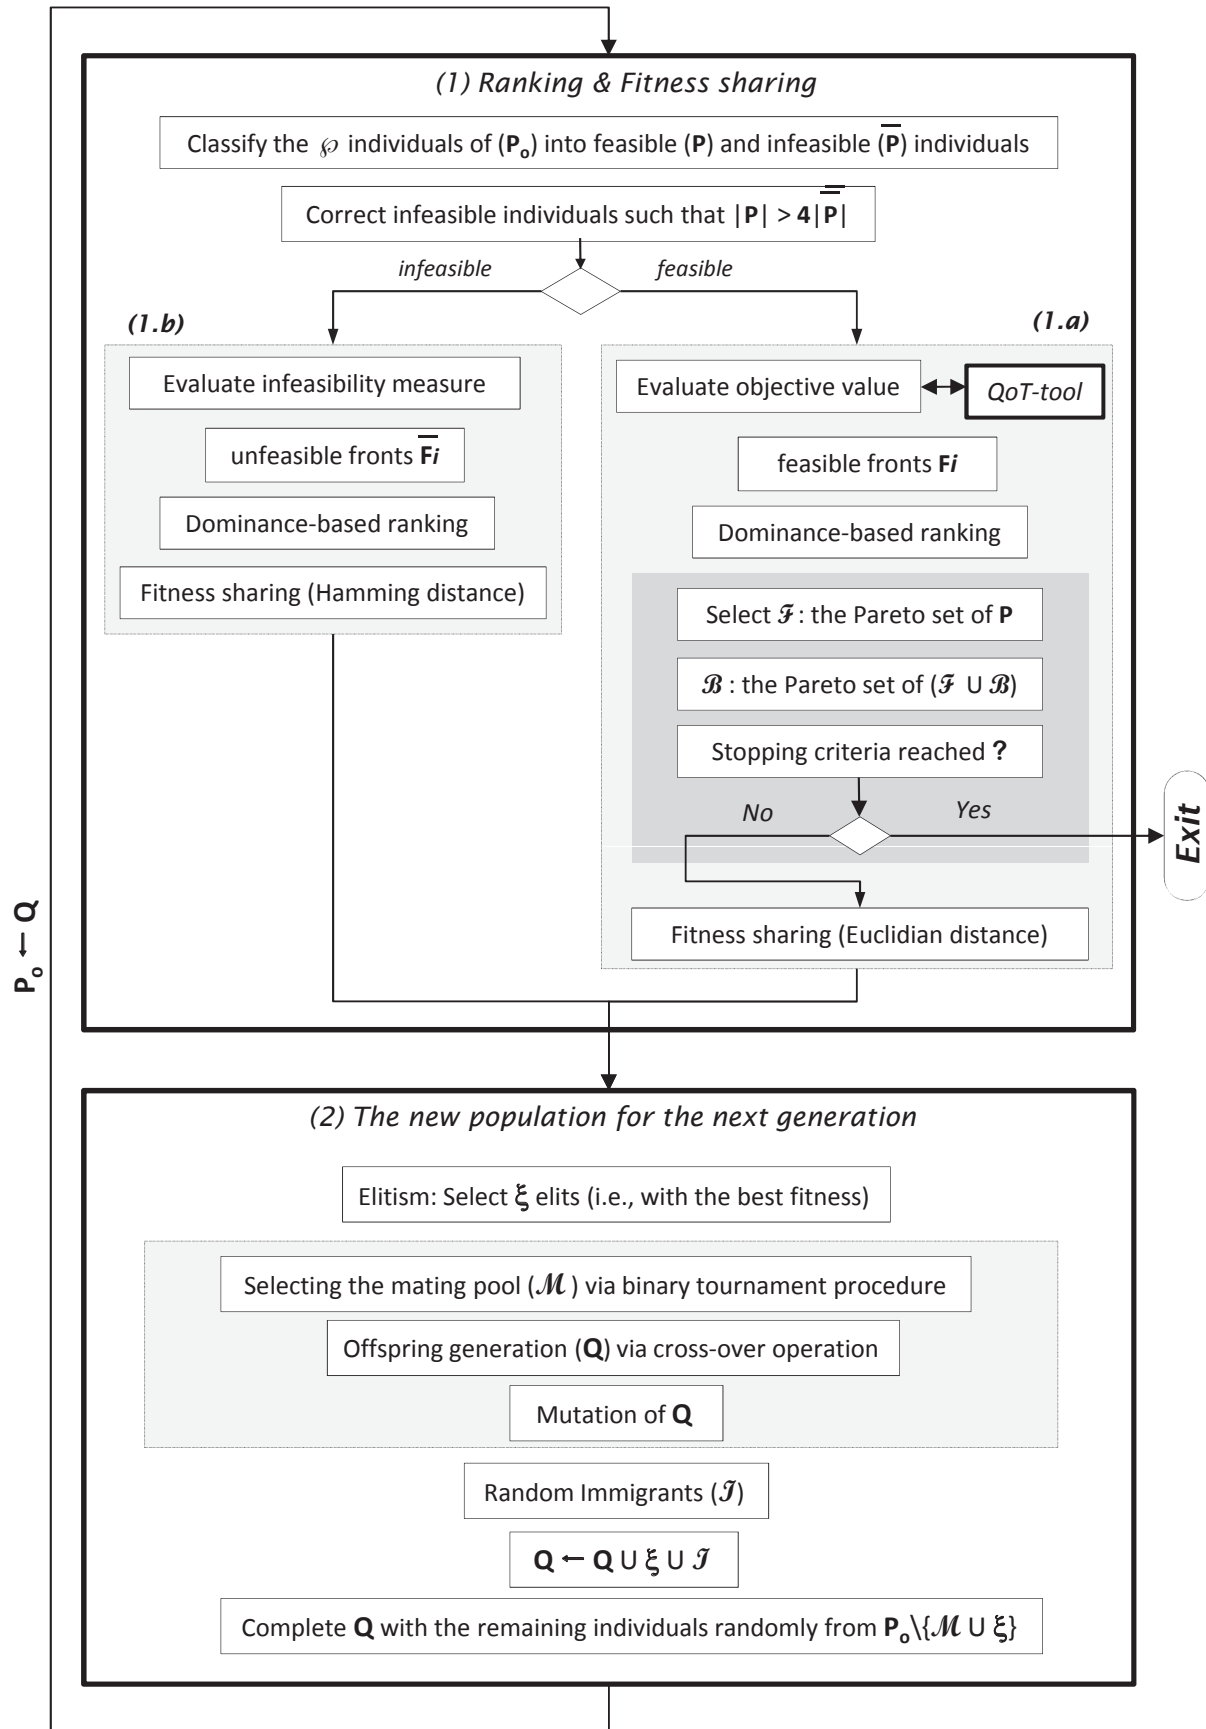 (1) Ranking & Fitness sharing
Classify the ℘ individuals of (P₀) into feasible (P) and infeasible (P̅) individuals
Correct infeasible individuals such that |P| > 4|P̅|
infeasible
feasible
(1.b)
(1.a)
Evaluate infeasibility measure
unfeasible fronts F̅i
Dominance-based ranking
Fitness sharing (Hamming distance)
Evaluate objective value
QoT-tool
feasible fronts Fi
Dominance-based ranking
Select ℱ : the Pareto set of P
ℬ : the Pareto set of (ℱ ∪ ℬ)
Stopping criteria reached ?
No
Yes
Exit
Fitness sharing (Euclidian distance)
P₀ ← Q
(2) The new population for the next generation
Elitism: Select ξ elits (i.e., with the best fitness)
Selecting the mating pool (ℳ) via binary tournament procedure
Offspring generation (Q) via cross-over operation
Mutation of Q
Random Immigrants (ℐ)
Q ← Q ∪ ξ ∪ ℐ
Complete Q with the remaining individuals randomly from P₀\{ℳ ∪ ξ}